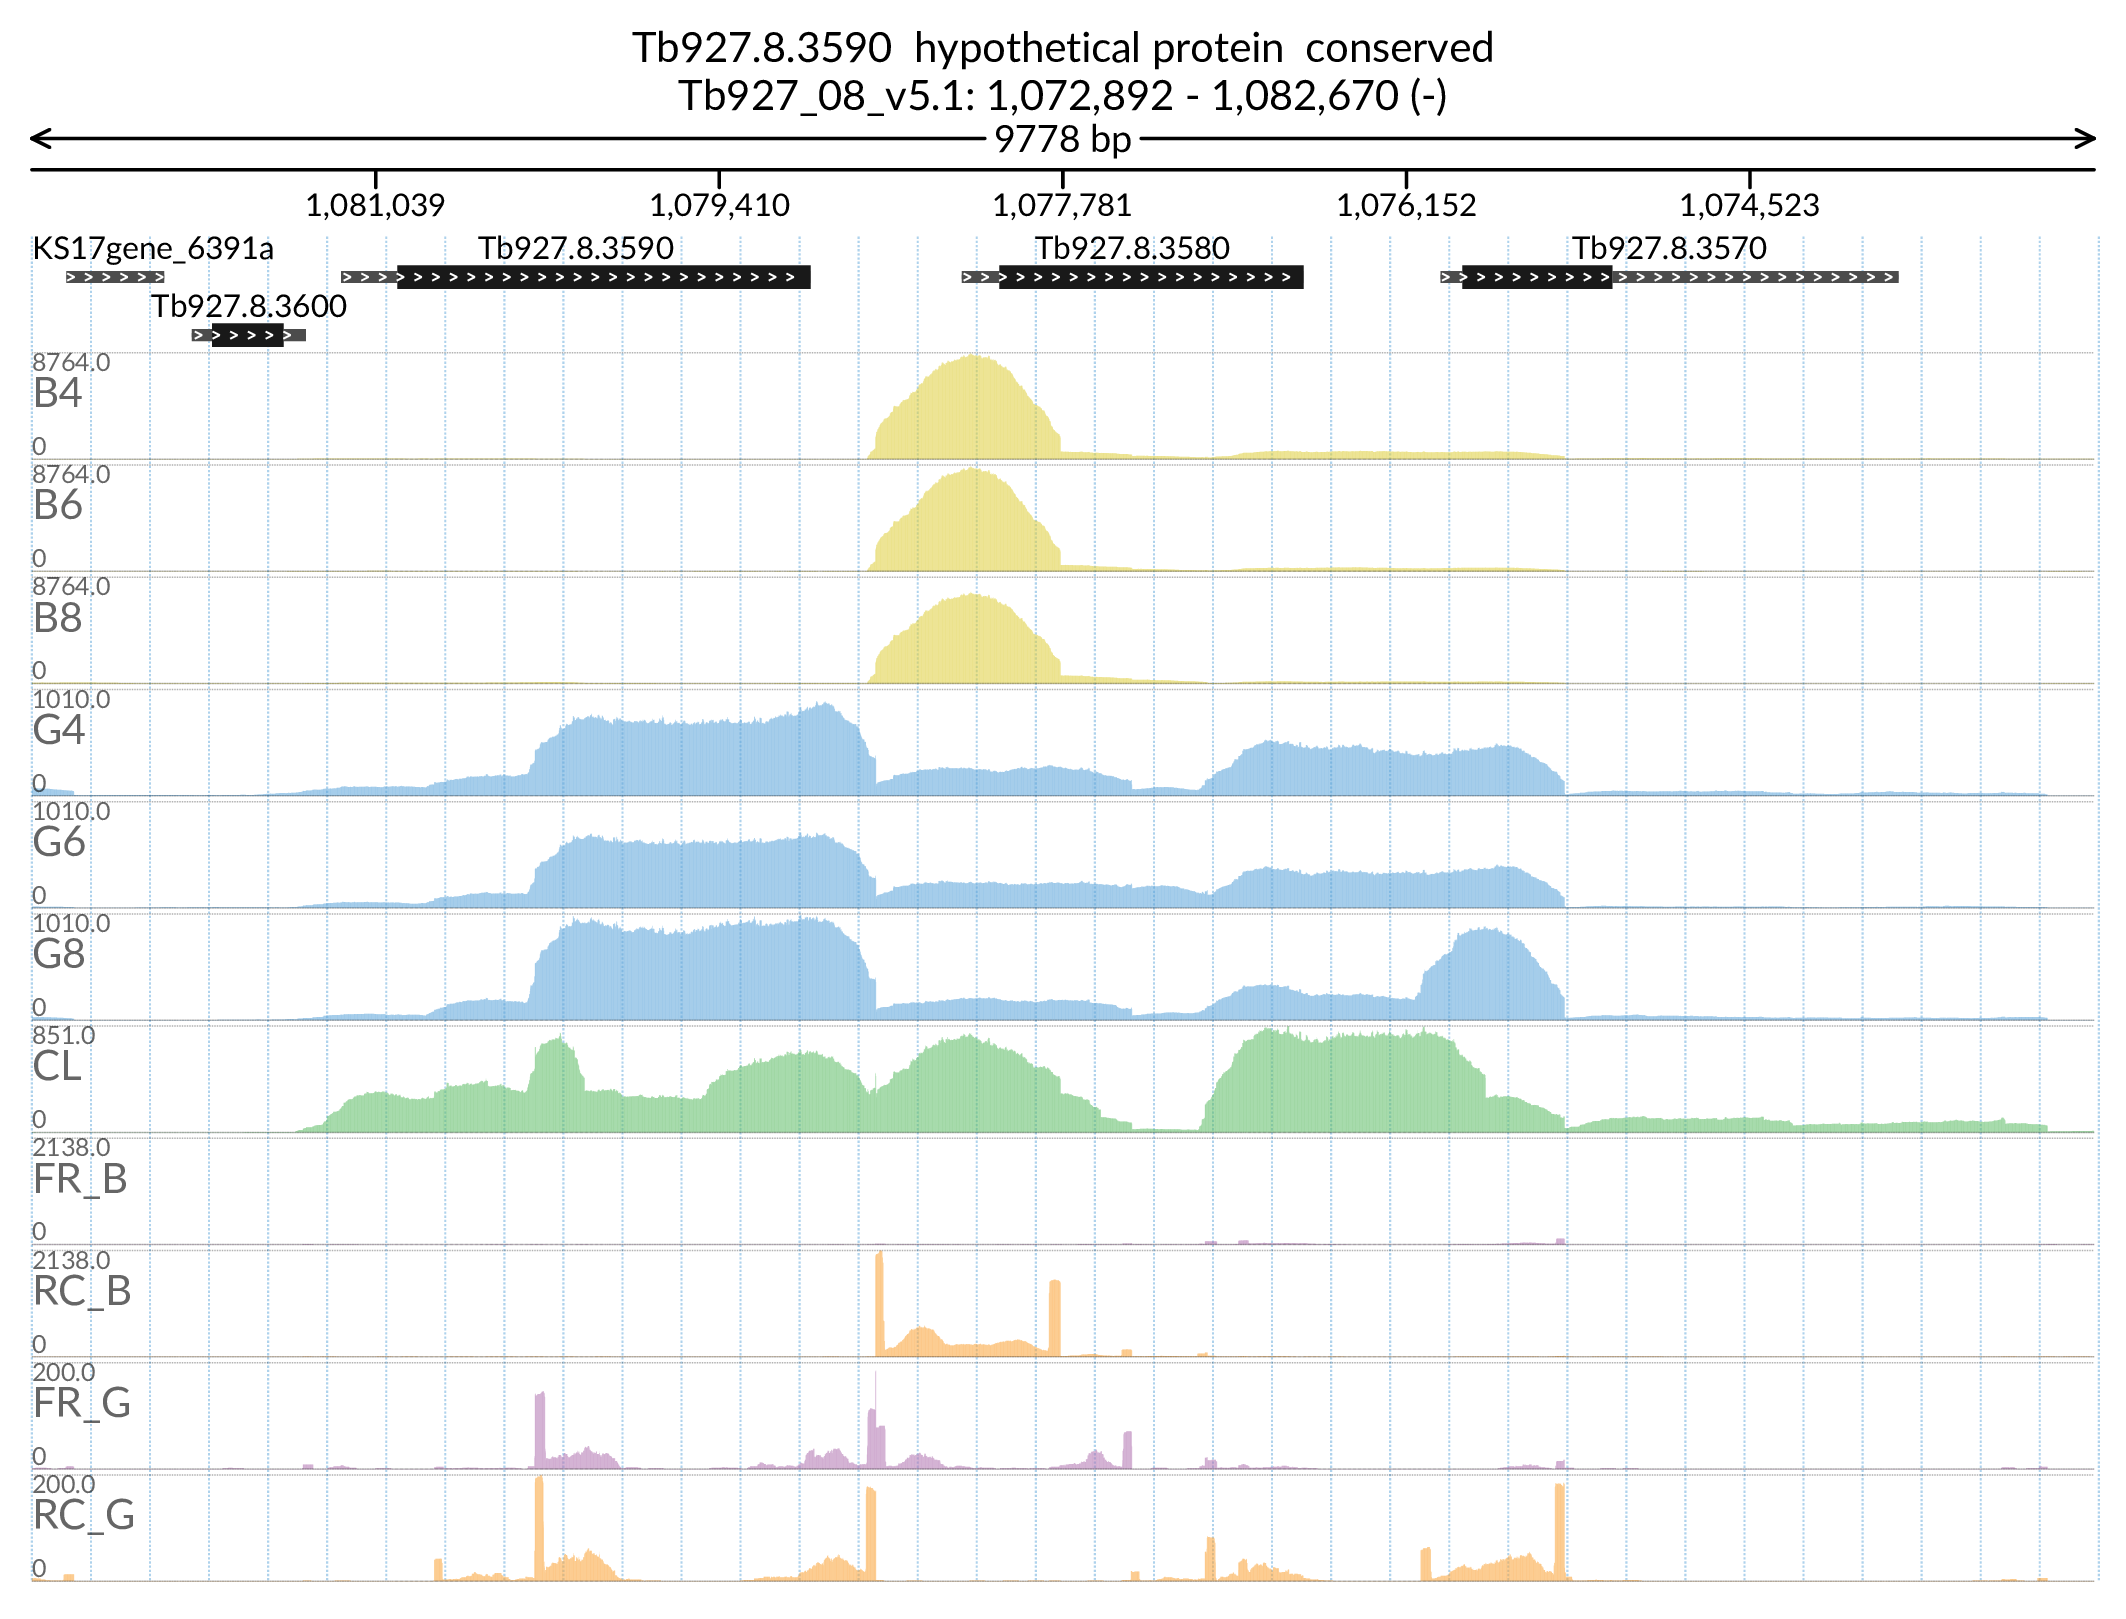 Tb927.8.3590 hypothetical protein conserved
Tb927_08_v5.1: 1,072,892 - 1,082,670 (-)
9778 bp
1,081,039 1,079,410 1,077,781 1,076,152 1,074,523
KS17gene_6391a Tb927.8.3590 Tb927.8.3580 Tb927.8.3570
Tb927.8.3600
8764.0
B4
0
8764.0
B6
0
8764.0
B8
0
1010.0
G4
0
1010.0
G6
0
1010.0
G8
0
851.0
CL
0
2138.0
FR_B
0
2138.0
RC_B
0
200.0
FR_G
0
200.0
RC_G
0